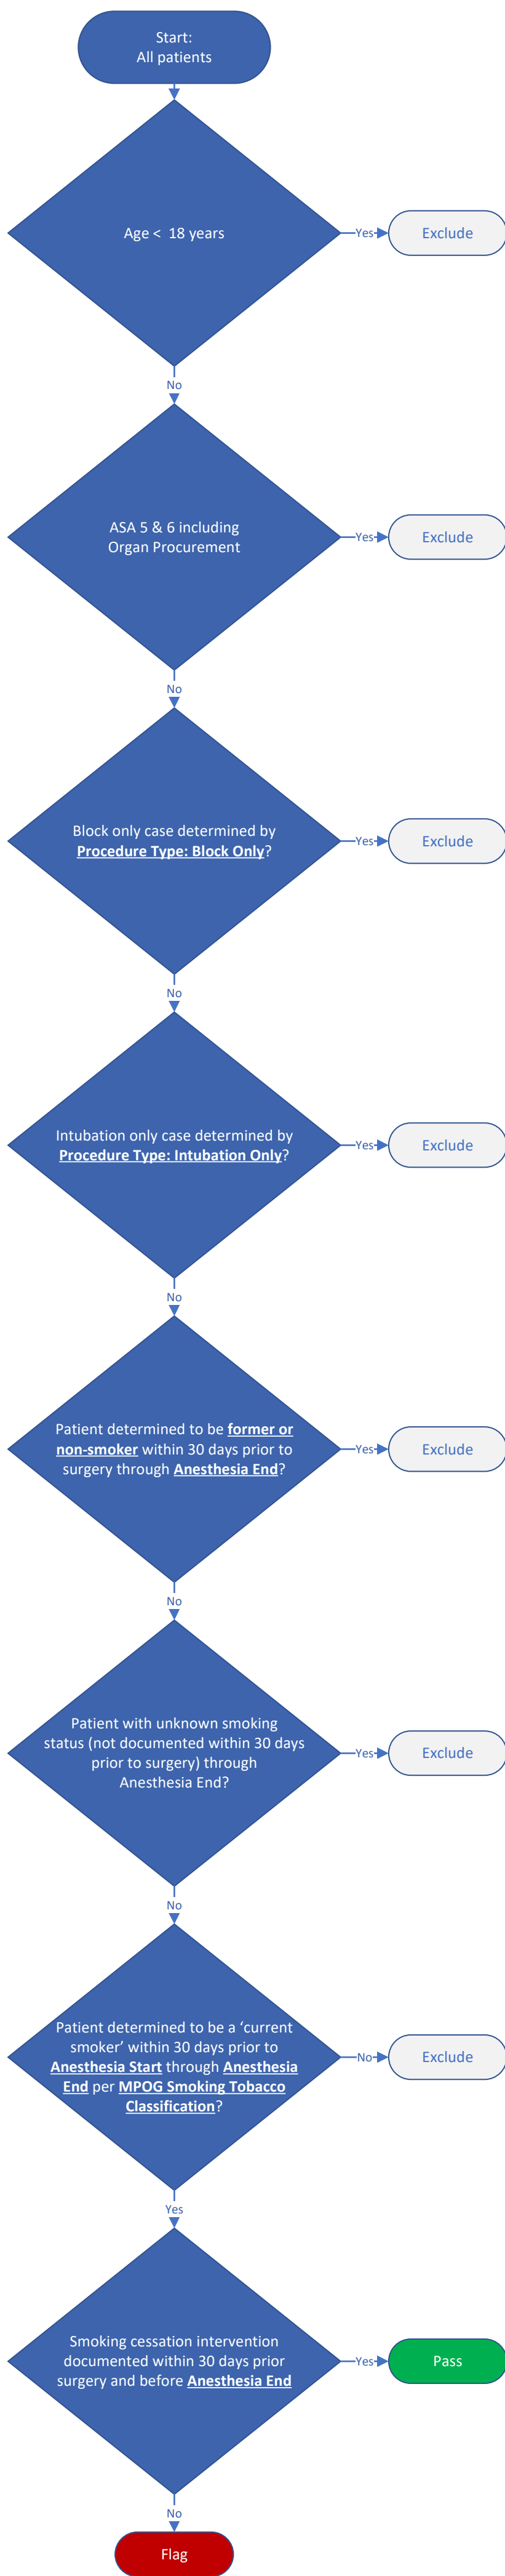 Start:
All patients
Age <  18 years
Yes
Exclude
No
ASA 5 & 6 including
Organ Procurement
Yes
Exclude
No
Block only case determined by
Procedure Type: Block Only?
Yes
Exclude
No
Intubation only case determined by
Procedure Type: Intubation Only?
Yes
Exclude
No
Patient determined to be former or
non-smoker within 30 days prior to
surgery through Anesthesia End?
Yes
Exclude
No
Patient with unknown smoking
status (not documented within 30 days
prior to surgery) through
Anesthesia End?
Yes
Exclude
No
Patient determined to be a ‘current
smoker’ within 30 days prior to
Anesthesia Start through Anesthesia
End per MPOG Smoking Tobacco
Classification?
No
Exclude
Yes
Smoking cessation intervention
documented within 30 days prior
surgery and before Anesthesia End
Yes
Pass
No
Flag